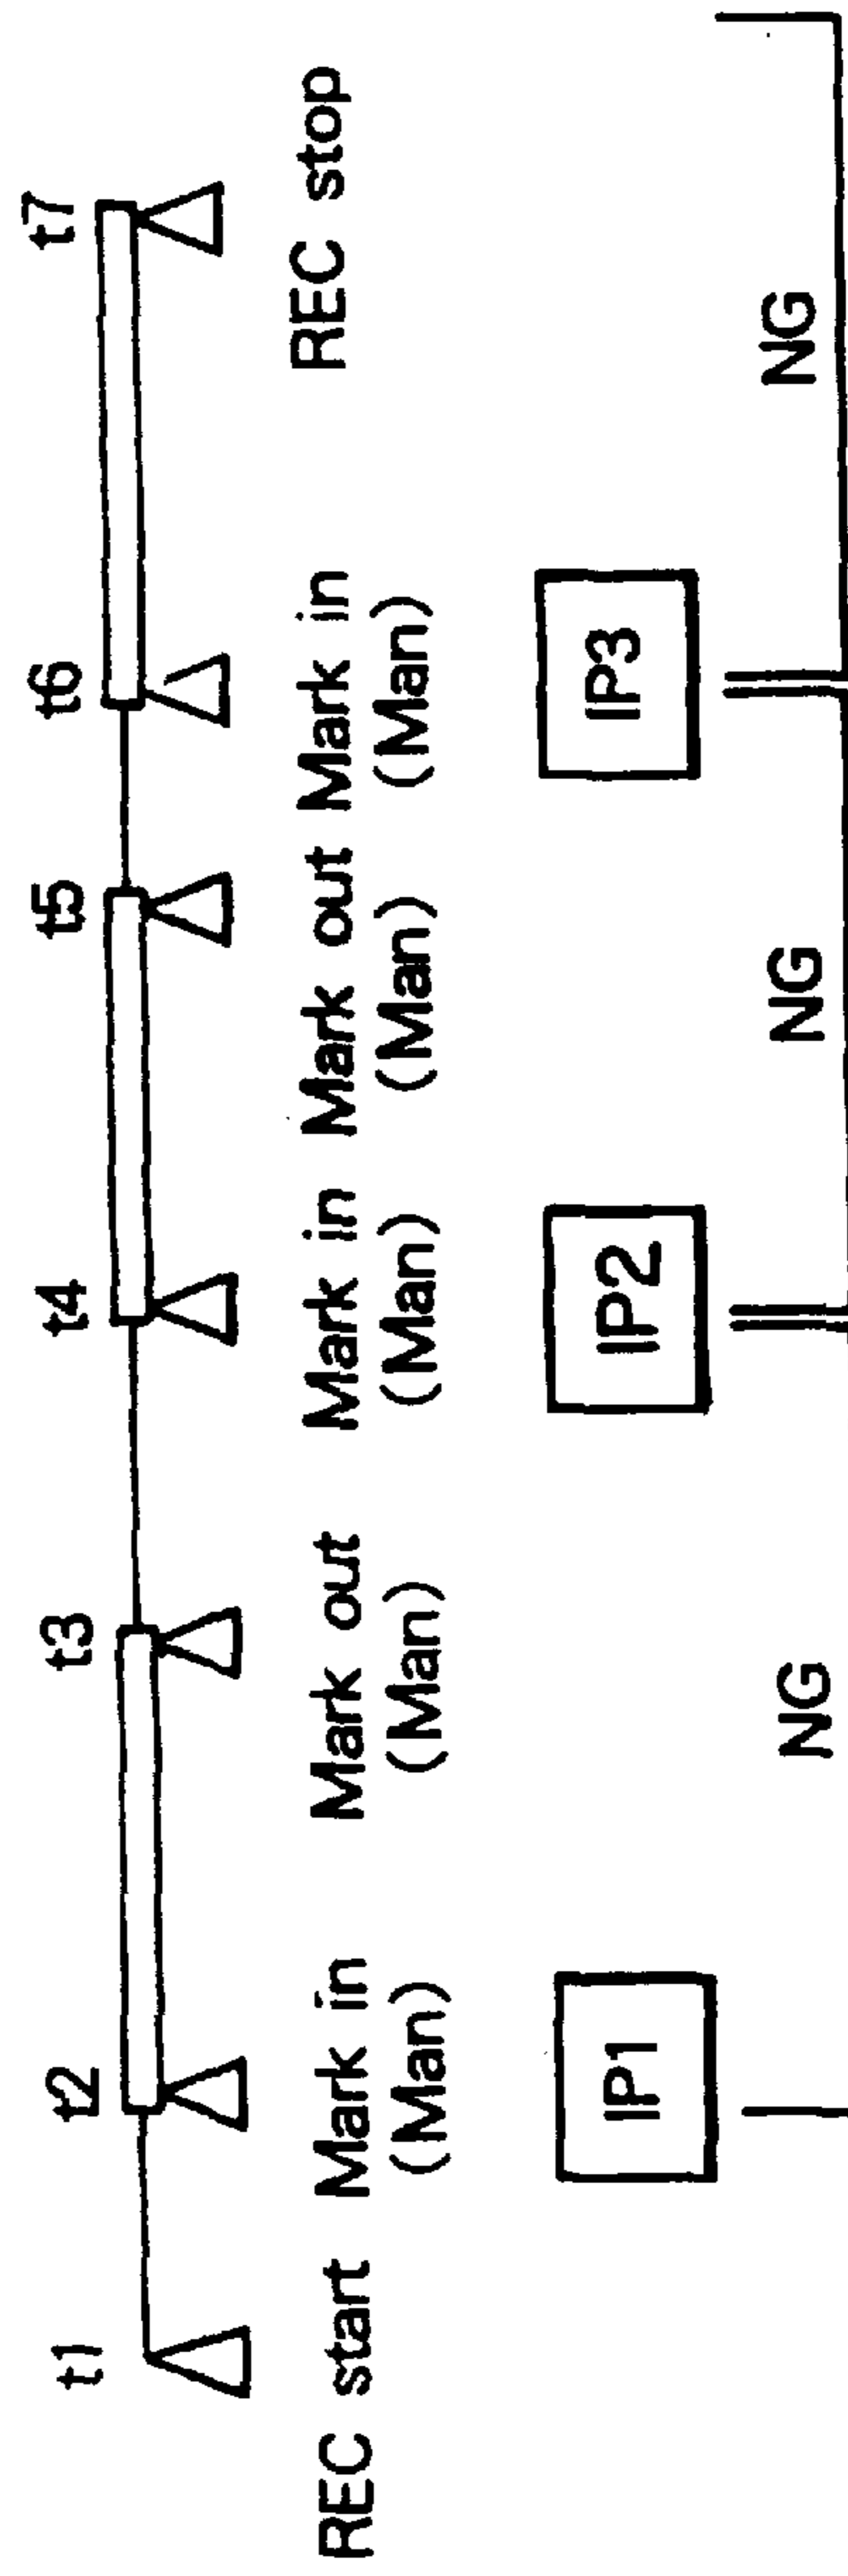 t1 t2 t3 t4 t5 t6 t7
REC start Mark in Mark out Mark in Mark out Mark in REC stop
(Man) (Man) (Man) (Man) (Man)
IP1 IP2 IP3
NG NG NG